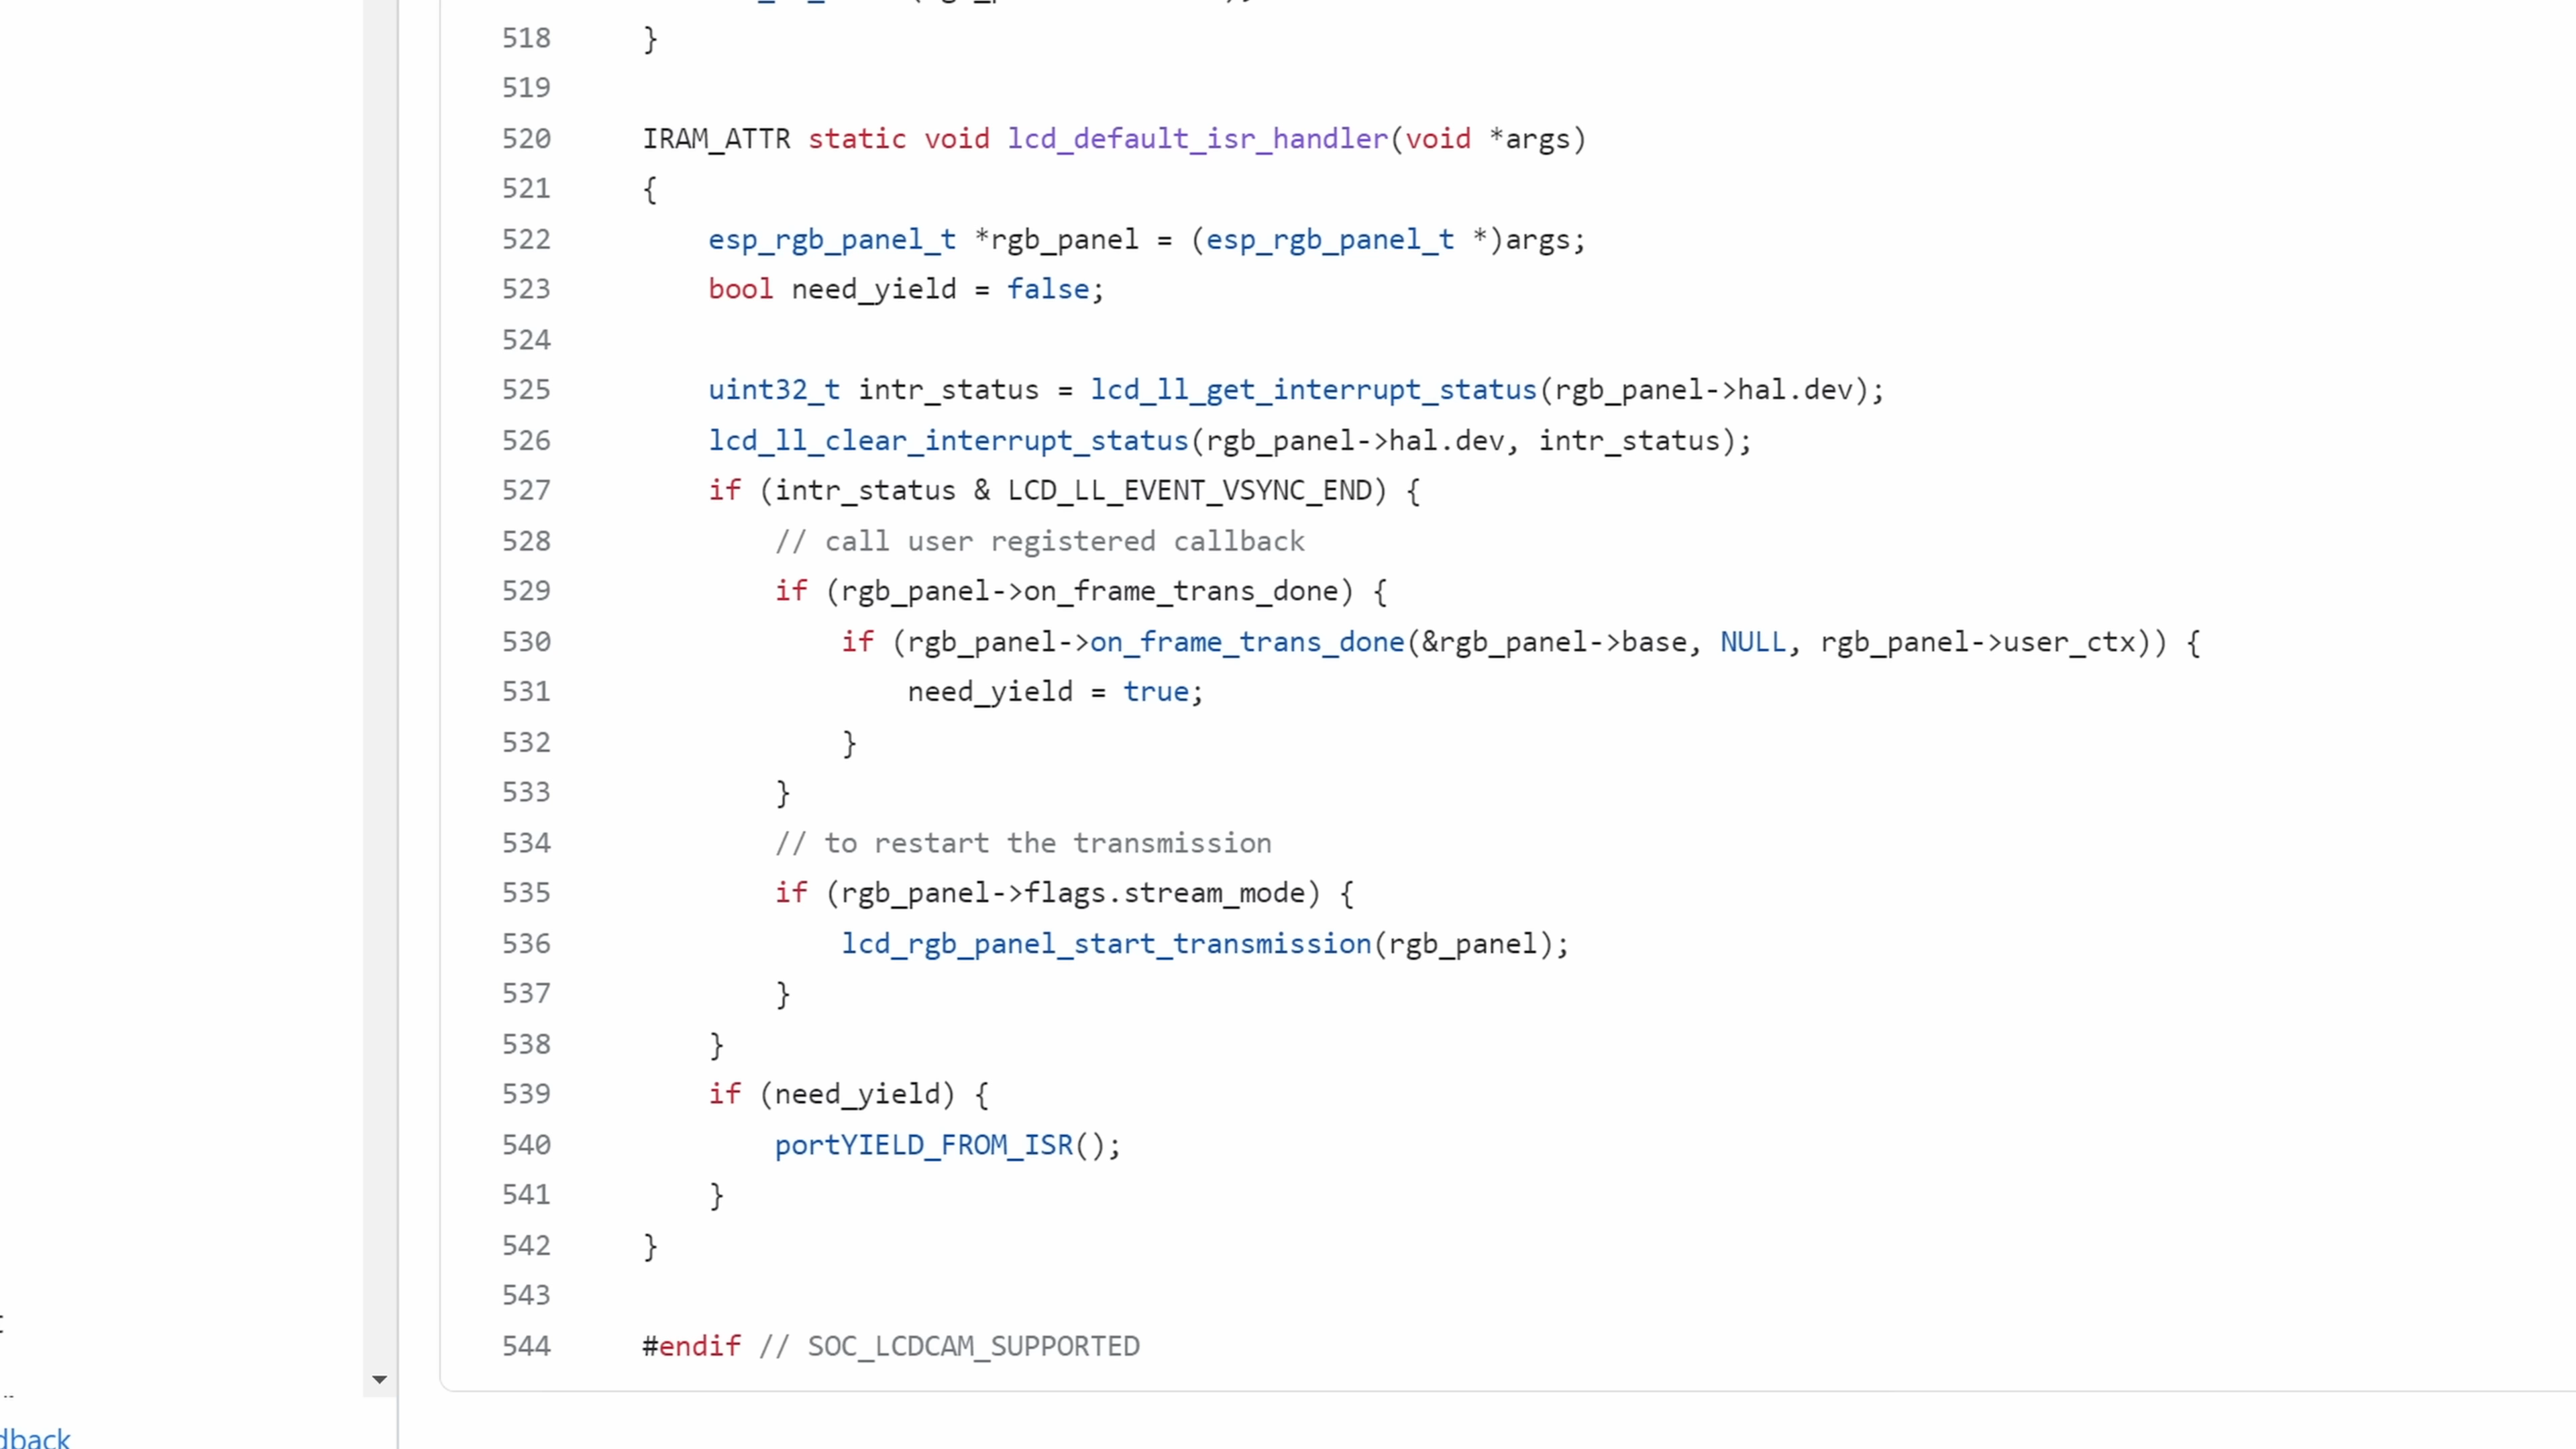 518 }
519
520 IRAM_ATTR static void lcd_default_isr_handler(void *args)
521 {
522 esp_rgb_panel_t *rgb_panel = (esp_rgb_panel_t *)args;
523 bool need_yield = false;
524
525 uint32_t intr_status = lcd_ll_get_interrupt_status(rgb_panel->hal.dev);
526 lcd_ll_clear_interrupt_status(rgb_panel->hal.dev, intr_status);
527 if (intr_status & LCD_LL_EVENT_VSYNC_END) {
528 // call user registered callback
529 if (rgb_panel->on_frame_trans_done) {
530 if (rgb_panel->on_frame_trans_done(&rgb_panel->base, NULL, rgb_panel->user_ctx)) {
531 need_yield = true;
532 }
533 }
534 // to restart the transmission
535 if (rgb_panel->flags.stream_mode) {
536 lcd_rgb_panel_start_transmission(rgb_panel);
537 }
538 }
539 if (need_yield) {
540 portYIELD_FROM_ISR();
541 }
542 }
543
544 #endif // SOC_LCDCAM_SUPPORTED
dback